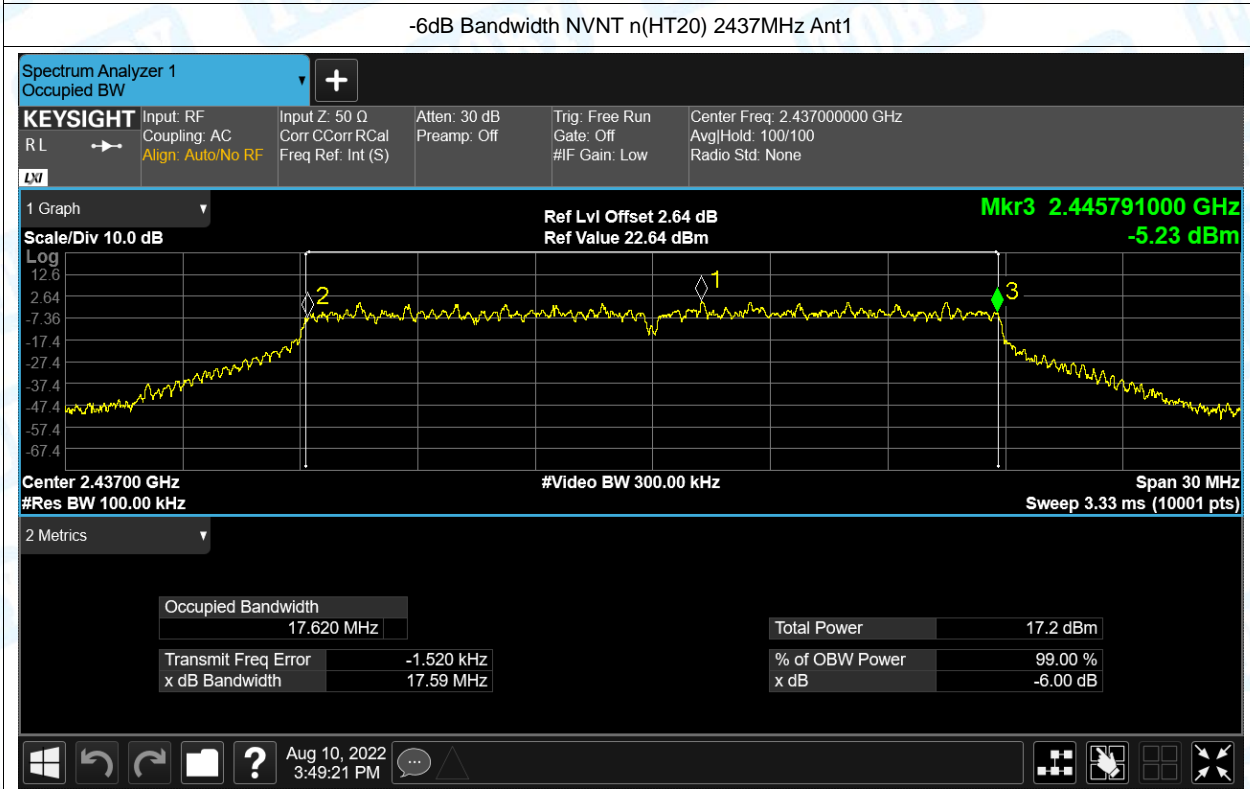 -6dB Bandwidth NVNT n(HT20) 2437MHz Ant1
Spectrum Analyzer 1
Occupied BW
KEYSIGHT Input: RF Input Z: 50 Ω Atten: 30 dB Trig: Free Run Center Freq: 2.437000000 GHz
RL Coupling: AC Corr CCorr RCal Preamp: Off Gate: Off Avg|Hold: 100/100
Align: Auto/No RF Freq Ref: Int (S) #IF Gain: Low Radio Std: None
LXI
1 Graph Ref Lvl Offset 2.64 dB Mkr3 2.445791000 GHz
Scale/Div 10.0 dB Ref Value 22.64 dBm -5.23 dBm
Log
12.6
2.64
-7.36
-17.4
-27.4
-37.4
-47.4
-57.4
-67.4
2 1 3
Center 2.43700 GHz #Video BW 300.00 kHz Span 30 MHz
#Res BW 100.00 kHz Sweep 3.33 ms (10001 pts)
2 Metrics
Occupied Bandwidth
17.620 MHz Total Power 17.2 dBm
Transmit Freq Error -1.520 kHz % of OBW Power 99.00 %
x dB Bandwidth 17.59 MHz x dB -6.00 dB
Aug 10, 2022
3:49:21 PM